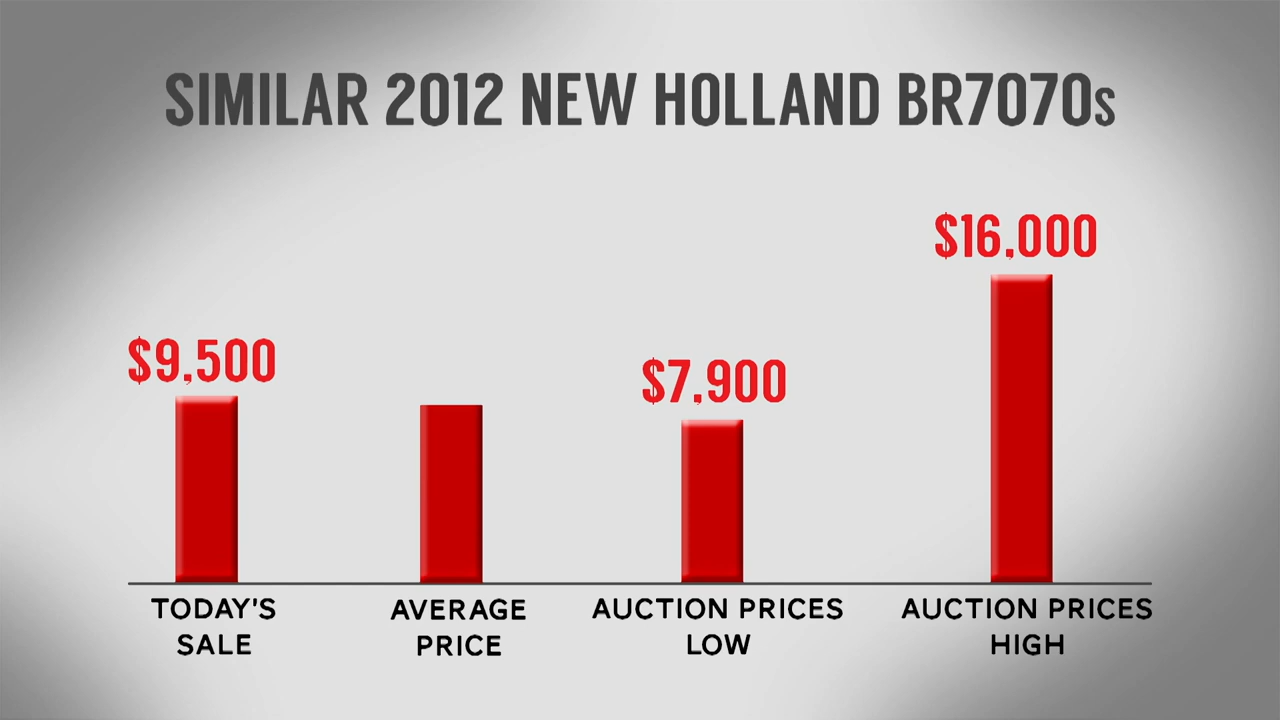 SIMILAR 2012 NEW HOLLAND BR7070s
$16,000
$9,500
$7,900
TODAY'S
SALE
AVERAGE
PRICE
AUCTION PRICES
LOW
AUCTION PRICES
HIGH